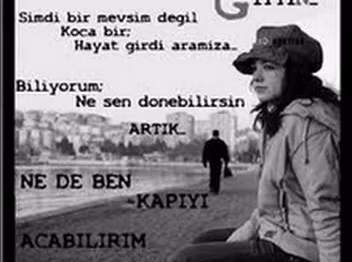 Simdi bir mevsim degil
Koca bir;
Hayat girdi aramiza..
Biliyorum;
Ne sen donebilirsin
ARTIK..
NE DE BEN
-KAPIYI
ACABILIRIM